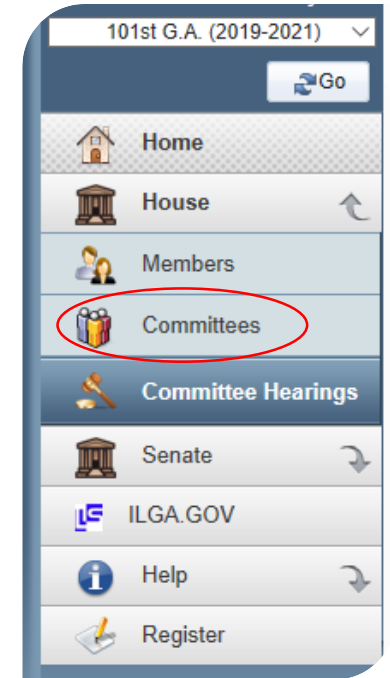 101st G.A. (2019-2021)
Go
Home
House
Members
Committees
Committee Hearings
Senate
ILGA.GOV
Help
Register